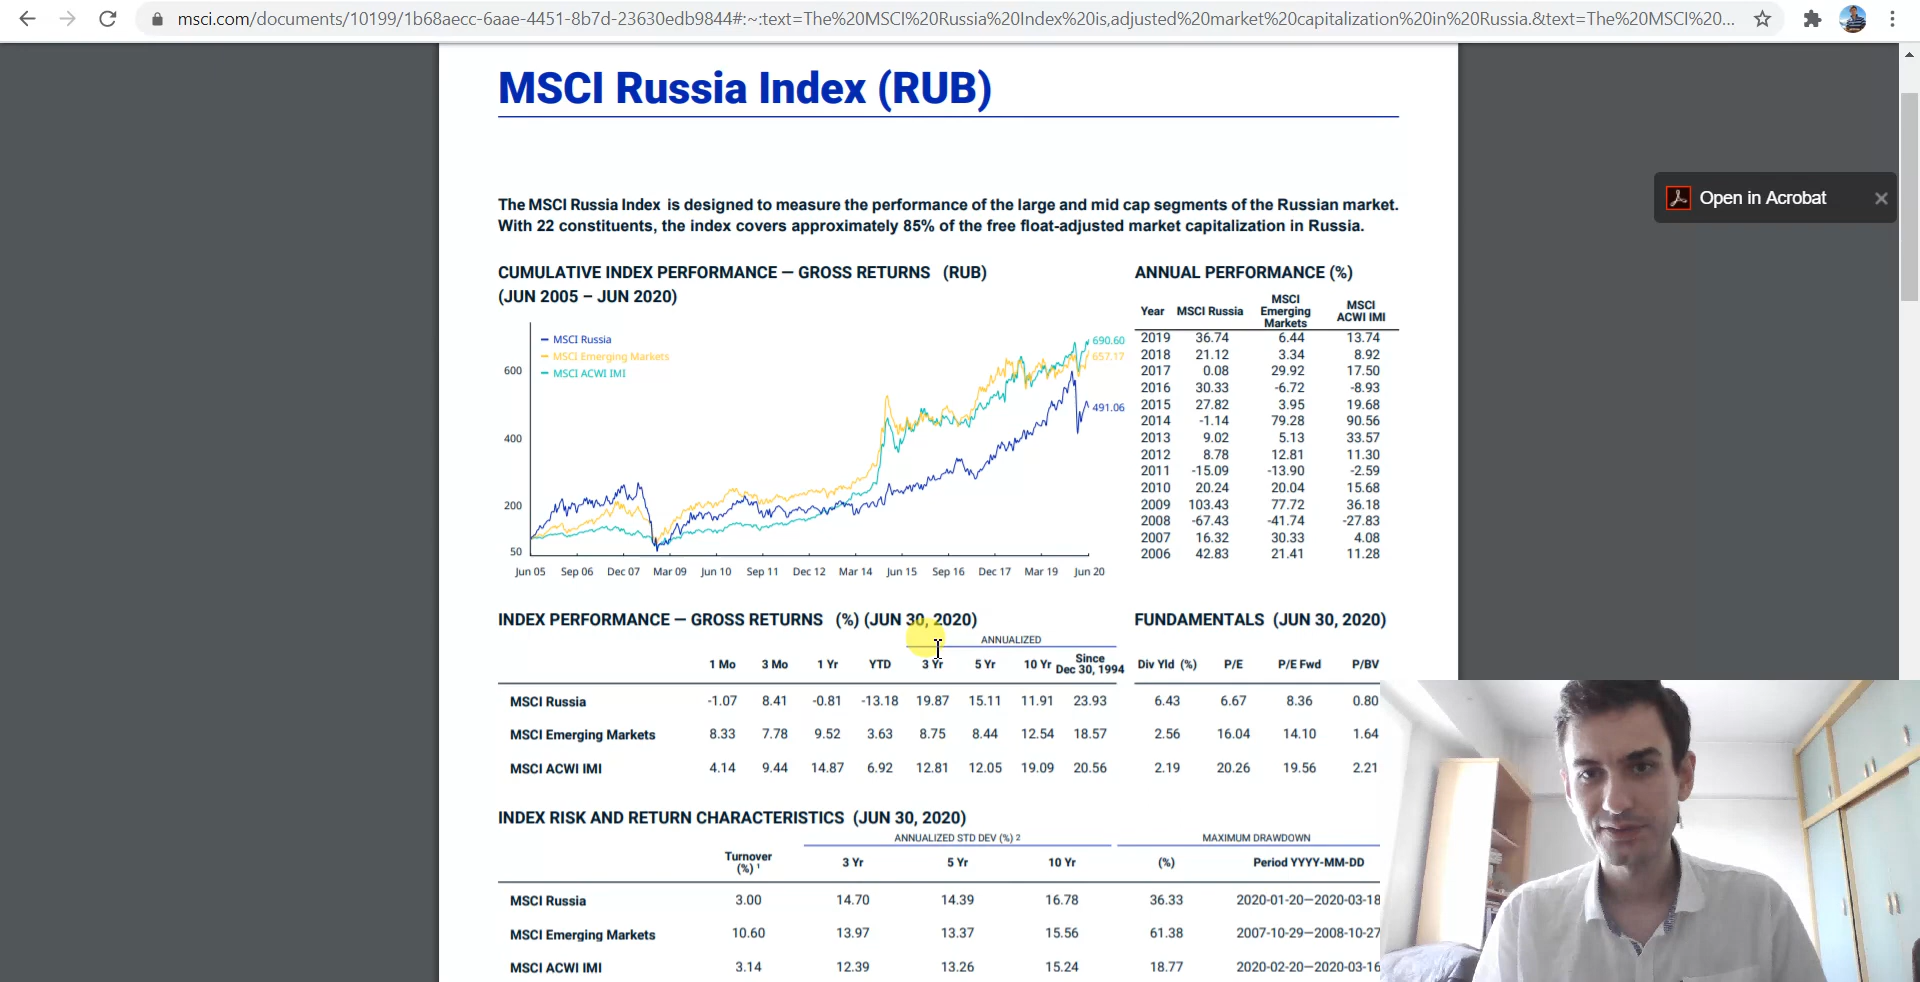 msci.com/documents/10199/1b68aecc-6aae-4451-8b7d-23630edb9844#:~:text=The%20MSCI%20Russia%20Index%20is,adjusted%20market%20capitalization%20in%20Russia.&text=The%20MSCI%20...
MSCI Russia Index (RUB)
Open in Acrobat
The MSCI Russia Index is designed to measure the performance of the large and mid cap segments of the Russian market.
With 22 constituents, the index covers approximately 85% of the free float-adjusted market capitalization in Russia.
CUMULATIVE INDEX PERFORMANCE — GROSS RETURNS (RUB)
(JUN 2005 – JUN 2020)
MSCI Russia
MSCI Emerging Markets
MSCI ACWI IMI
690.60
657.17
491.06
600
400
200
50
Jun 05 Sep 06 Dec 07 Mar 09 Jun 10 Sep 11 Dec 12 Mar 14 Jun 15 Sep 16 Dec 17 Mar 19 Jun 20
ANNUAL PERFORMANCE (%)
Year MSCI Russia MSCI Emerging Markets MSCI ACWI IMI
2019 36.74 6.44 13.74
2018 21.12 3.34 8.92
2017 0.08 29.92 17.50
2016 30.33 -6.72 -8.93
2015 27.82 3.95 19.68
2014 -1.14 79.28 90.56
2013 9.02 5.13 33.57
2012 8.78 12.81 11.30
2011 -15.09 -13.90 -2.59
2010 20.24 20.04 15.68
2009 103.43 77.72 36.18
2008 -67.43 -41.74 -27.83
2007 16.32 30.33 4.08
2006 42.83 21.41 11.28
INDEX PERFORMANCE — GROSS RETURNS (%) (JUN 30, 2020)
ANNUALIZED
1 Mo 3 Mo 1 Yr YTD 3 Yr 5 Yr 10 Yr Since Dec 30, 1994
MSCI Russia -1.07 8.41 -0.81 -13.18 19.87 15.11 11.91 23.93
MSCI Emerging Markets 8.33 7.78 9.52 3.63 8.75 8.44 12.54 18.57
MSCI ACWI IMI 4.14 9.44 14.87 6.92 12.81 12.05 19.09 20.56
FUNDAMENTALS (JUN 30, 2020)
Div Yld (%) P/E P/E Fwd P/BV
6.43 6.67 8.36 0.80
2.56 16.04 14.10 1.64
2.19 20.26 19.56 2.21
INDEX RISK AND RETURN CHARACTERISTICS (JUN 30, 2020)
ANNUALIZED STD DEV (%) 2 MAXIMUM DRAWDOWN
Turnover (%) 1 3 Yr 5 Yr 10 Yr (%) Period YYYY-MM-DD
MSCI Russia 3.00 14.70 14.39 16.78 36.33 2020-01-20—2020-03-18
MSCI Emerging Markets 10.60 13.97 13.37 15.56 61.38 2007-10-29—2008-10-27
MSCI ACWI IMI 3.14 12.39 13.26 15.24 18.77 2020-02-20—2020-03-16